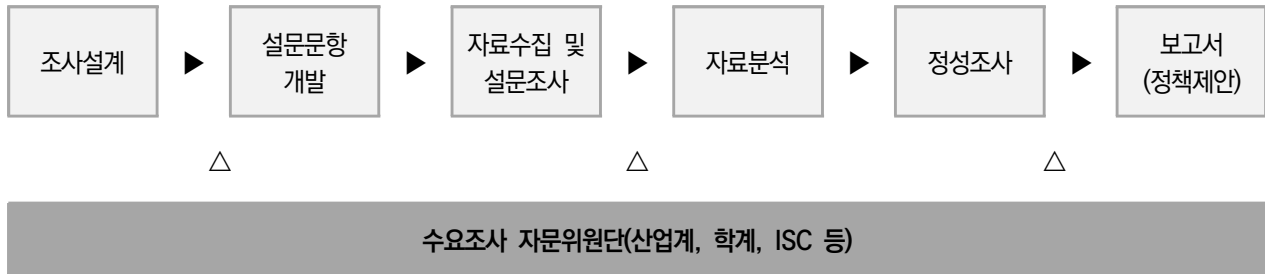 조사설계 ▶ 설문문항 ▶ 자료수집 및 ▶ 자료분석 ▶ 정성조사 ▶ 보고서
개발 설문조사 (정책제안)
△ △ △
수요조사 자문위원단(산업계, 학계, ISC 등)